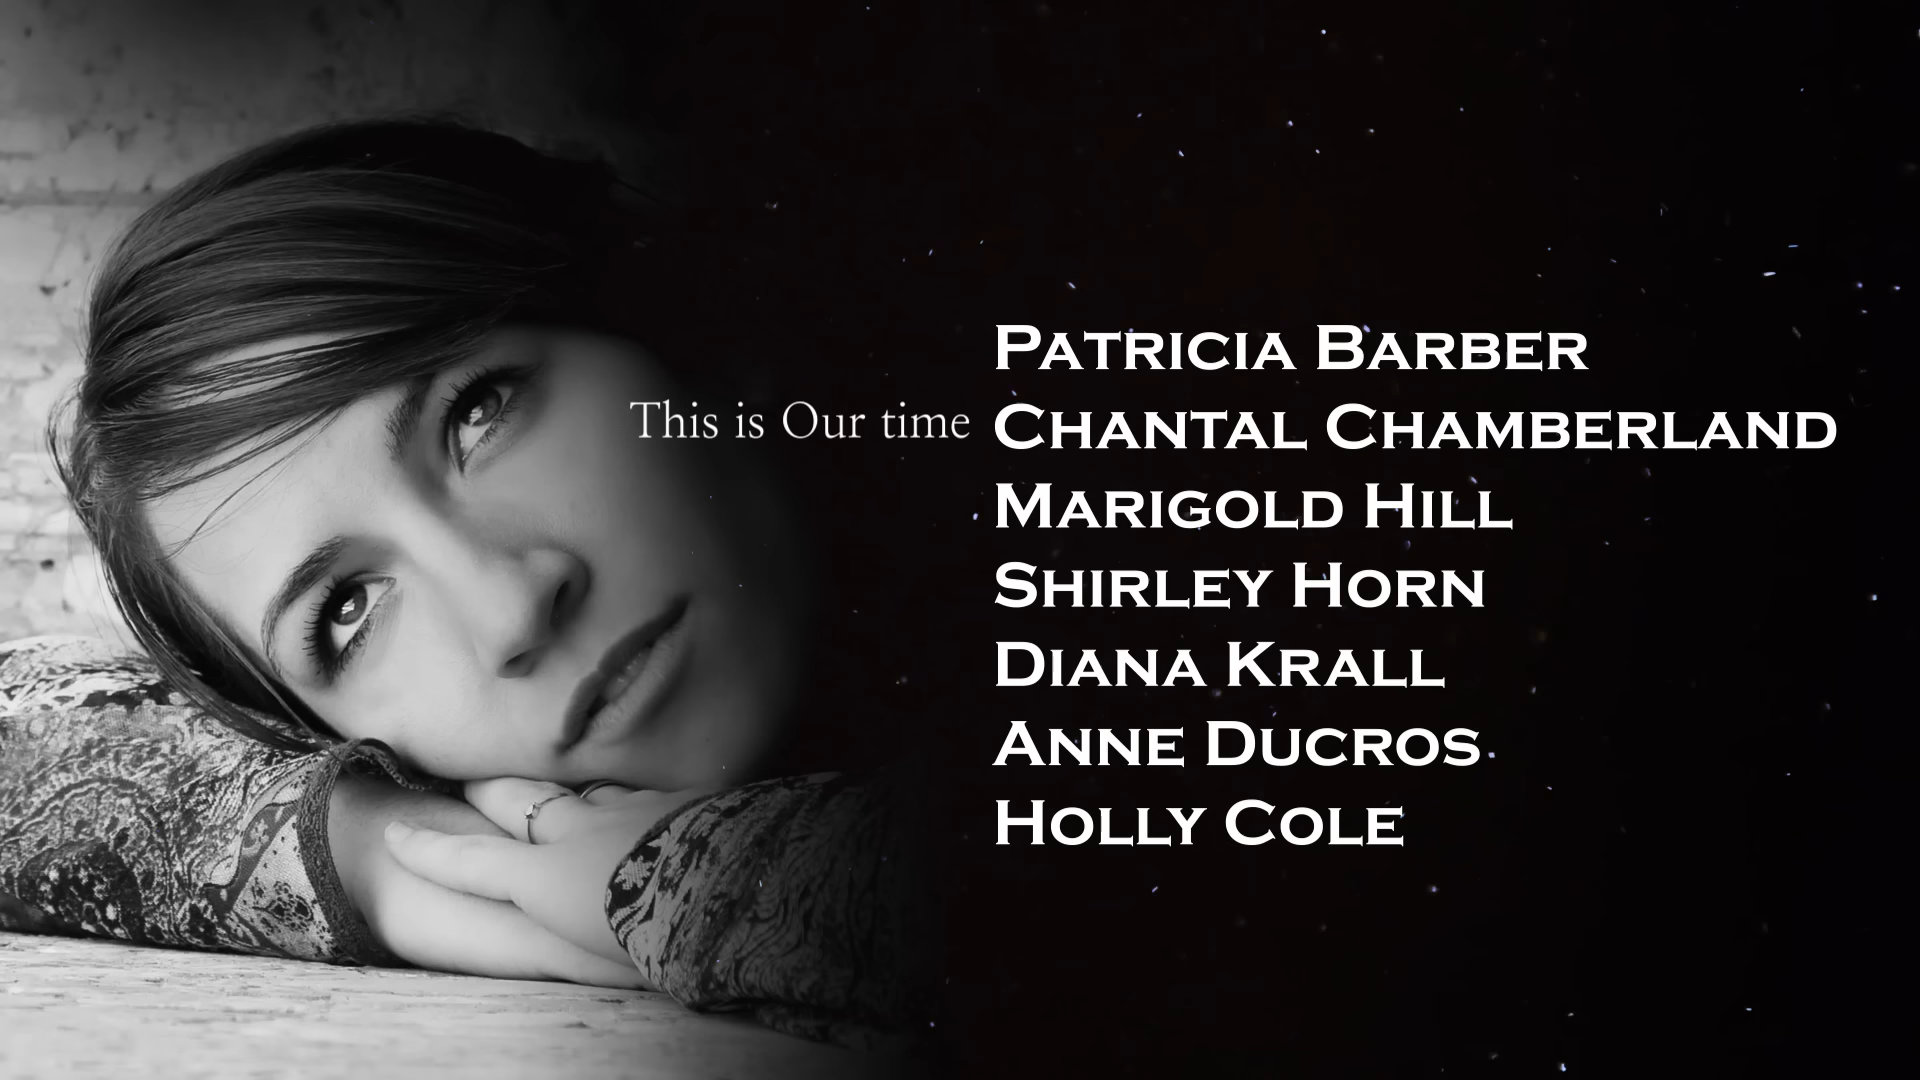 This is Our time
PATRICIA BARBER
CHANTAL CHAMBERLAND
MARIGOLD HILL
SHIRLEY HORN
DIANA KRALL
ANNE DUCROS
HOLLY COLE